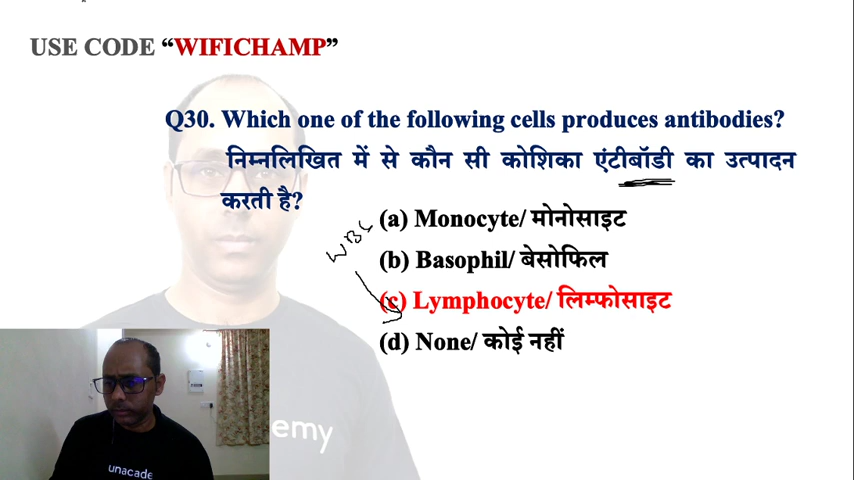 USE CODE “WIFICHAMP”
Q30. Which one of the following cells produces antibodies?
निम्नलिखित में से कौन सी कोशिका एंटीबॉडी का उत्पादन
करती है?
(a) Monocyte/ मोनोसाइट
WBC
(b) Basophil/ बेसोफिल
(c) Lymphocyte/ लिम्फोसाइट
(d) None/ कोई नहीं
emy
unacade